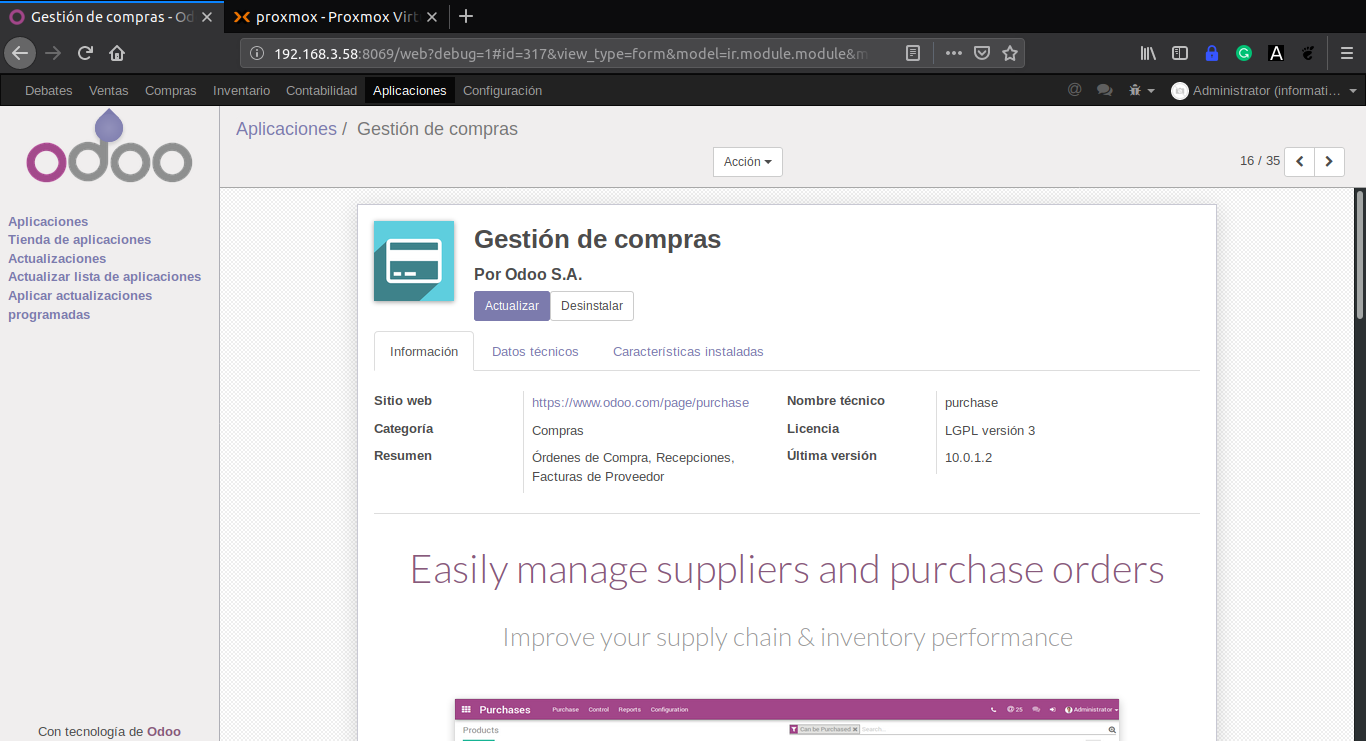 Gestión de compras - Od
proxmox - Proxmox Virt
192.168.3.58:8069/web?debug=1#id=317&view_type=form&model=ir.module.module&m
A
Debates Ventas Compras Inventario Contabilidad Aplicaciones Configuración
@ Administrator (informati...
odoo
Aplicaciones / Gestión de compras
Acción
16 / 35
Aplicaciones
Tienda de aplicaciones
Actualizaciones
Actualizar lista de aplicaciones
Aplicar actualizaciones
programadas
Gestión de compras
Por Odoo S.A.
Actualizar Desinstalar
Información Datos técnicos Características instaladas
Sitio web https://www.odoo.com/page/purchase Nombre técnico purchase
Categoría Compras Licencia LGPL versión 3
Resumen Órdenes de Compra, Recepciones, Última versión 10.0.1.2
Facturas de Proveedor
Easily manage suppliers and purchase orders
Improve your supply chain & inventory performance
Purchases Purchase Control Reports Configuration @ 25 Administrator
Products Can be Purchased x Search...
Con tecnología de Odoo